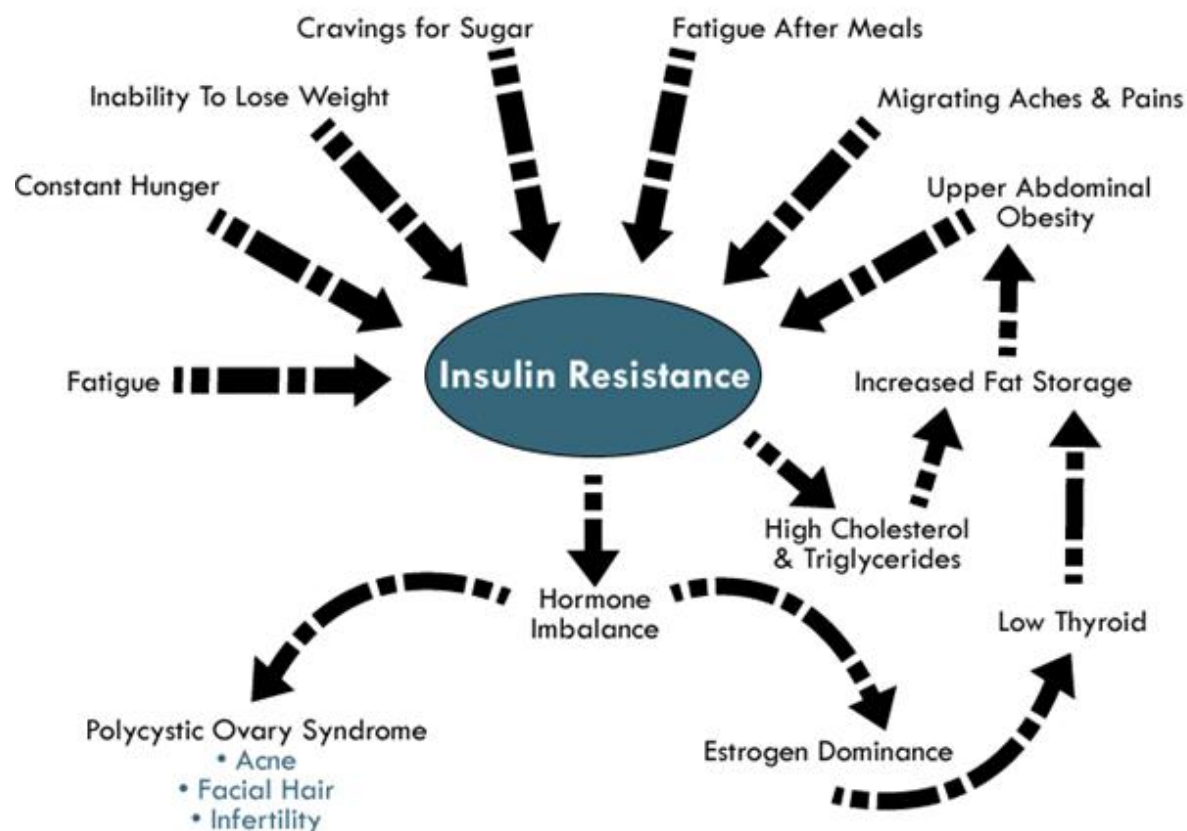 Cravings for Sugar
Fatigue After Meals
Inability To Lose Weight
Migrating Aches & Pains
Constant Hunger
Upper Abdominal
Obesity
Insulin Resistance
Fatigue
Increased Fat Storage
High Cholesterol
& Triglycerides
Hormone
Imbalance
Low Thyroid
Polycystic Ovary Syndrome
• Acne
• Facial Hair
• Infertility
Estrogen Dominance